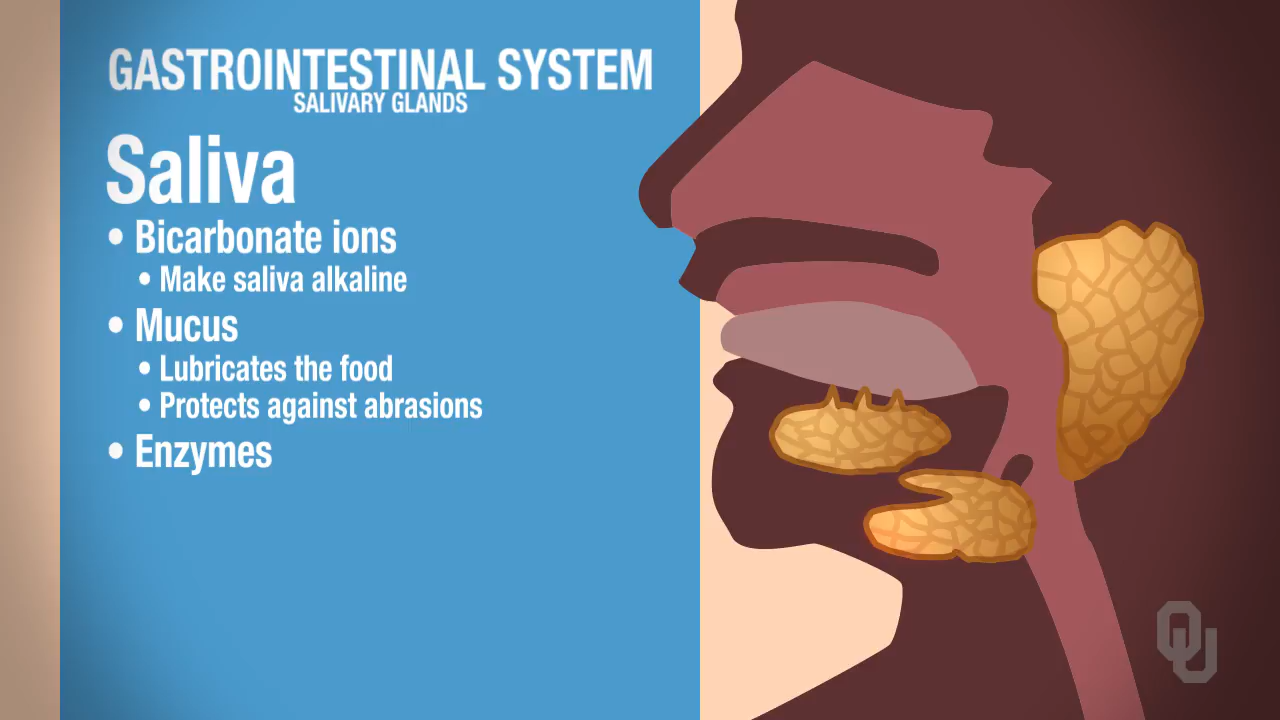 GASTROINTESTINAL SYSTEM
SALIVARY GLANDS
Saliva
• Bicarbonate ions
• Make saliva alkaline
• Mucus
• Lubricates the food
• Protects against abrasions
• Enzymes
OU